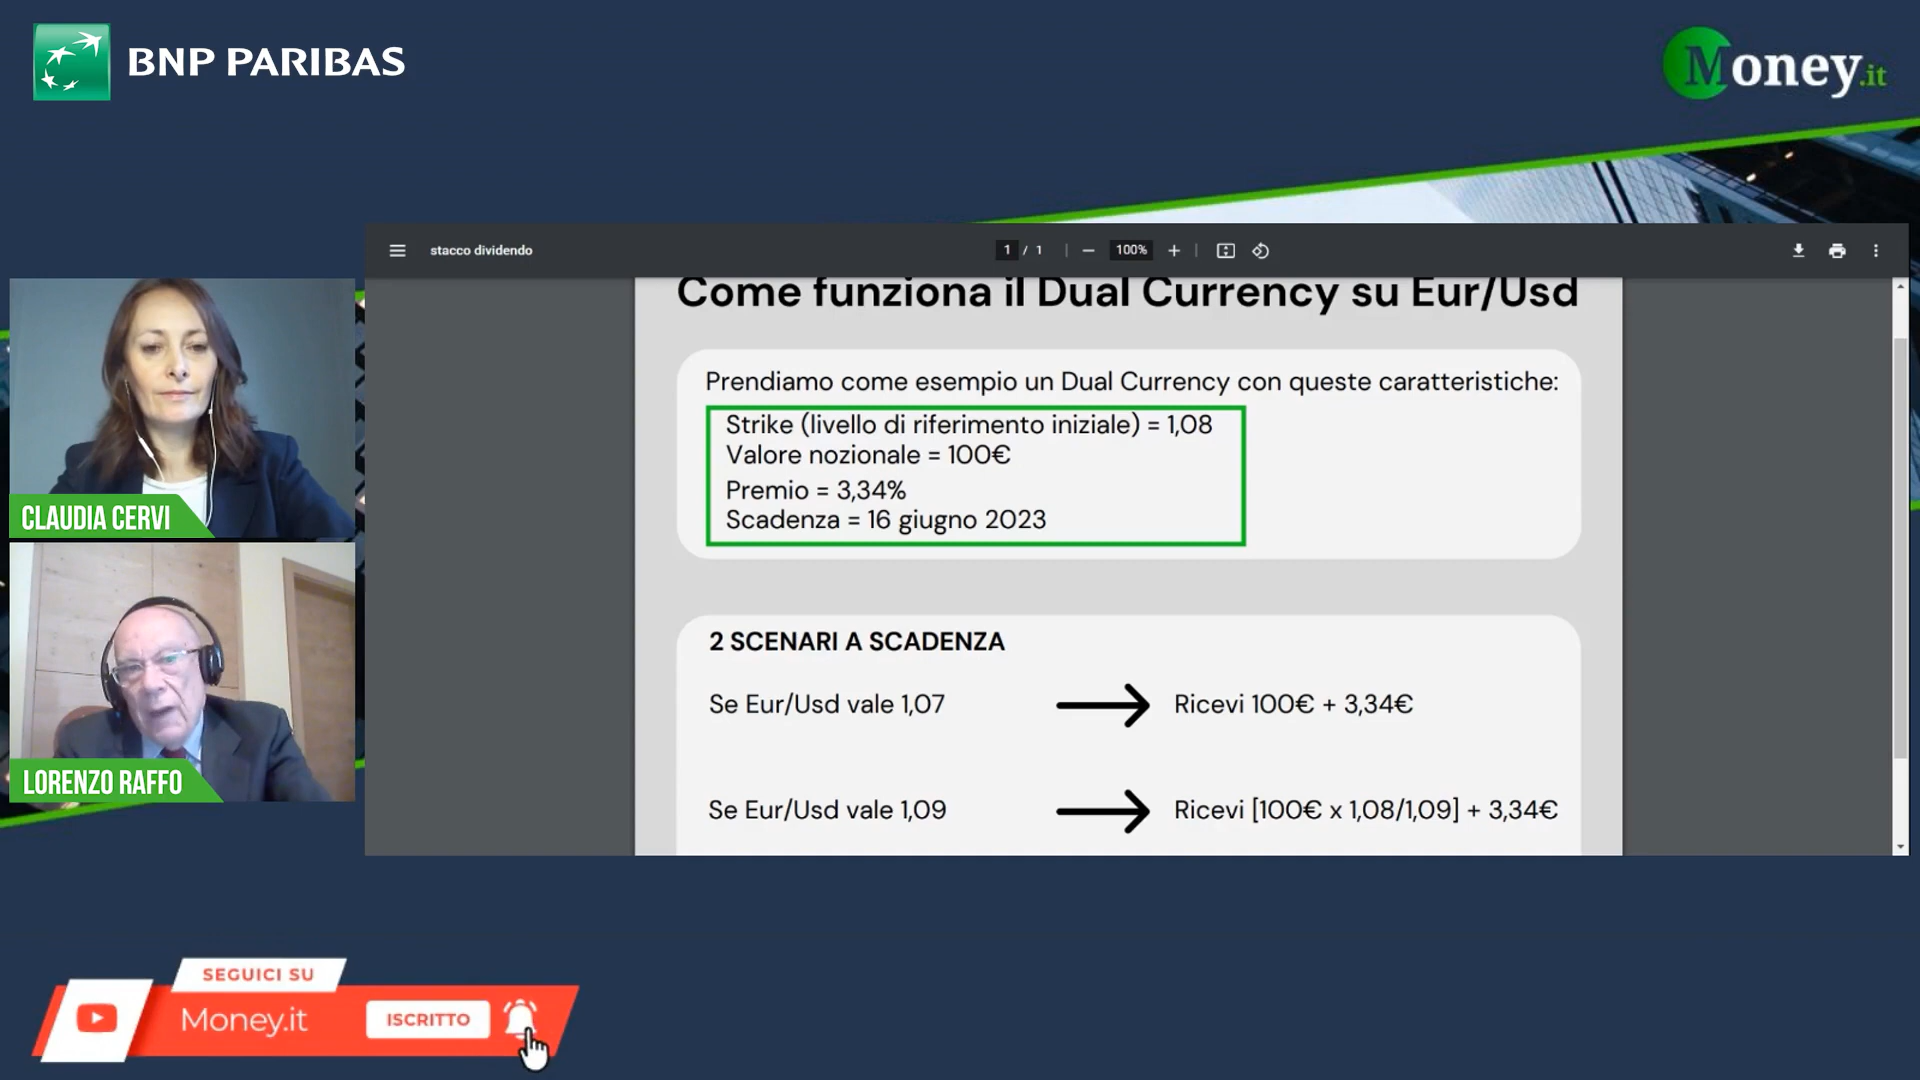 BNP PARIBAS
Money.it
stacco dividendo
1 / 1
100%
Come funziona il Dual Currency su Eur/Usd
Prendiamo come esempio un Dual Currency con queste caratteristiche:
Strike (livello di riferimento iniziale) = 1,08
Valore nozionale = 100€
Premio = 3,34%
Scadenza = 16 giugno 2023
2 SCENARI A SCADENZA
Se Eur/Usd vale 1,07
Ricevi 100€ + 3,34€
Se Eur/Usd vale 1,09
Ricevi [100€ x 1,08/1,09] + 3,34€
CLAUDIA CERVI
LORENZO RAFFO
SEGUICI SU
Money.it
ISCRITTO